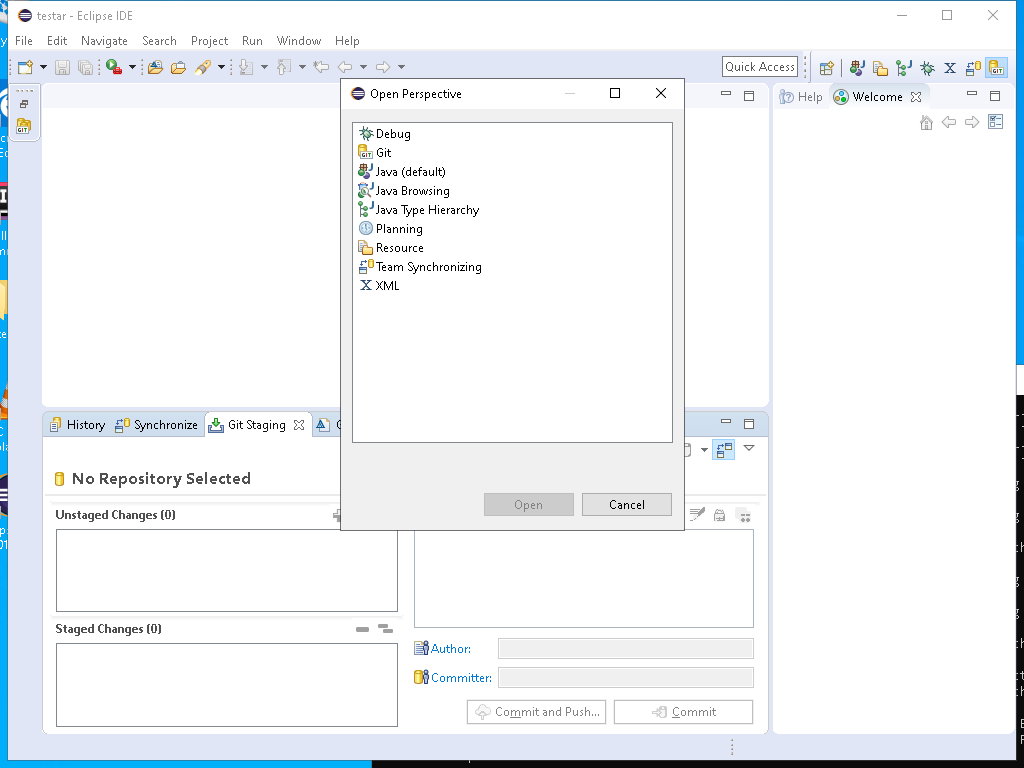 testar - Eclipse IDE
File Edit Navigate Search Project Run Window Help
Quick Access
Open Perspective
Help Welcome
Debug
Git
Java (default)
Java Browsing
Java Type Hierarchy
Planning
Resource
Team Synchronizing
XML
Open Cancel
History Synchronize Git Staging
No Repository Selected
Unstaged Changes (0)
Staged Changes (0)
Author:
Committer:
Commit and Push...
Commit